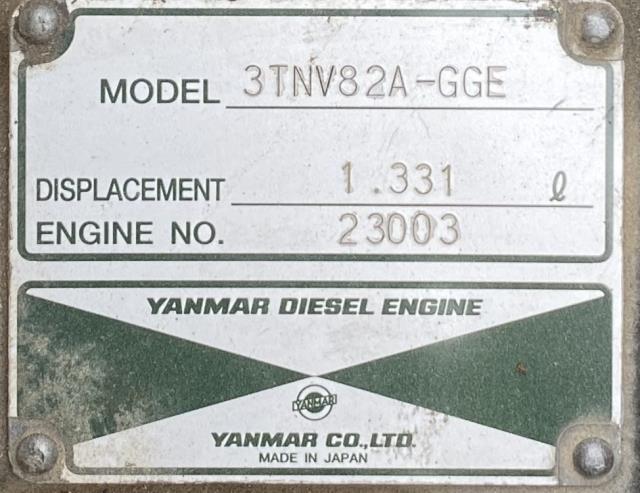 MODEL 3TNV82A-GGE
DISPLACEMENT 1.331 ℓ
ENGINE NO. 23003
YANMAR DIESEL ENGINE
YANMAR
YANMAR CO.,LTD.
MADE IN JAPAN